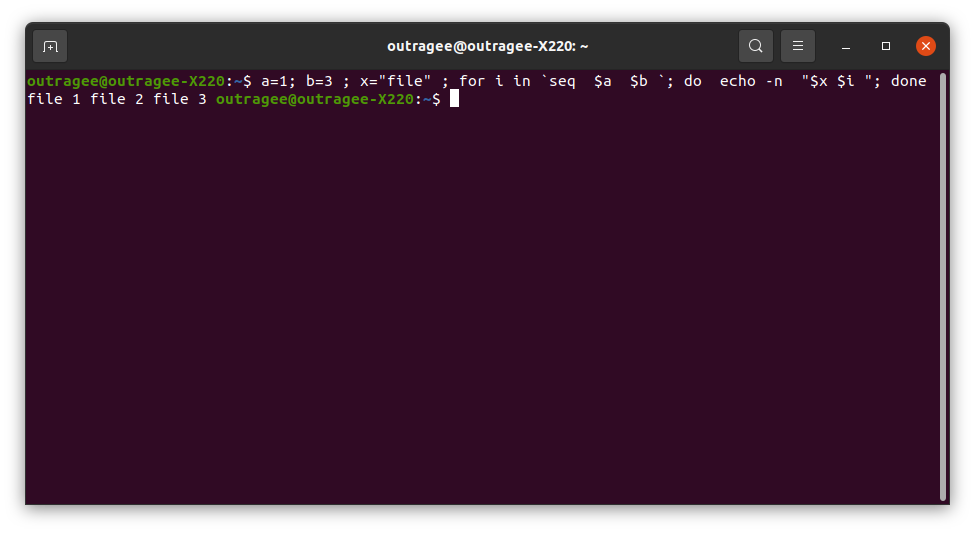 outragee@outragee-X220: ~
outragee@outragee-X220:~$ a=1; b=3 ; x="file" ; for i in `seq  $a  $b `; do  echo -n  "$x $i "; done
file 1 file 2 file 3 outragee@outragee-X220:~$